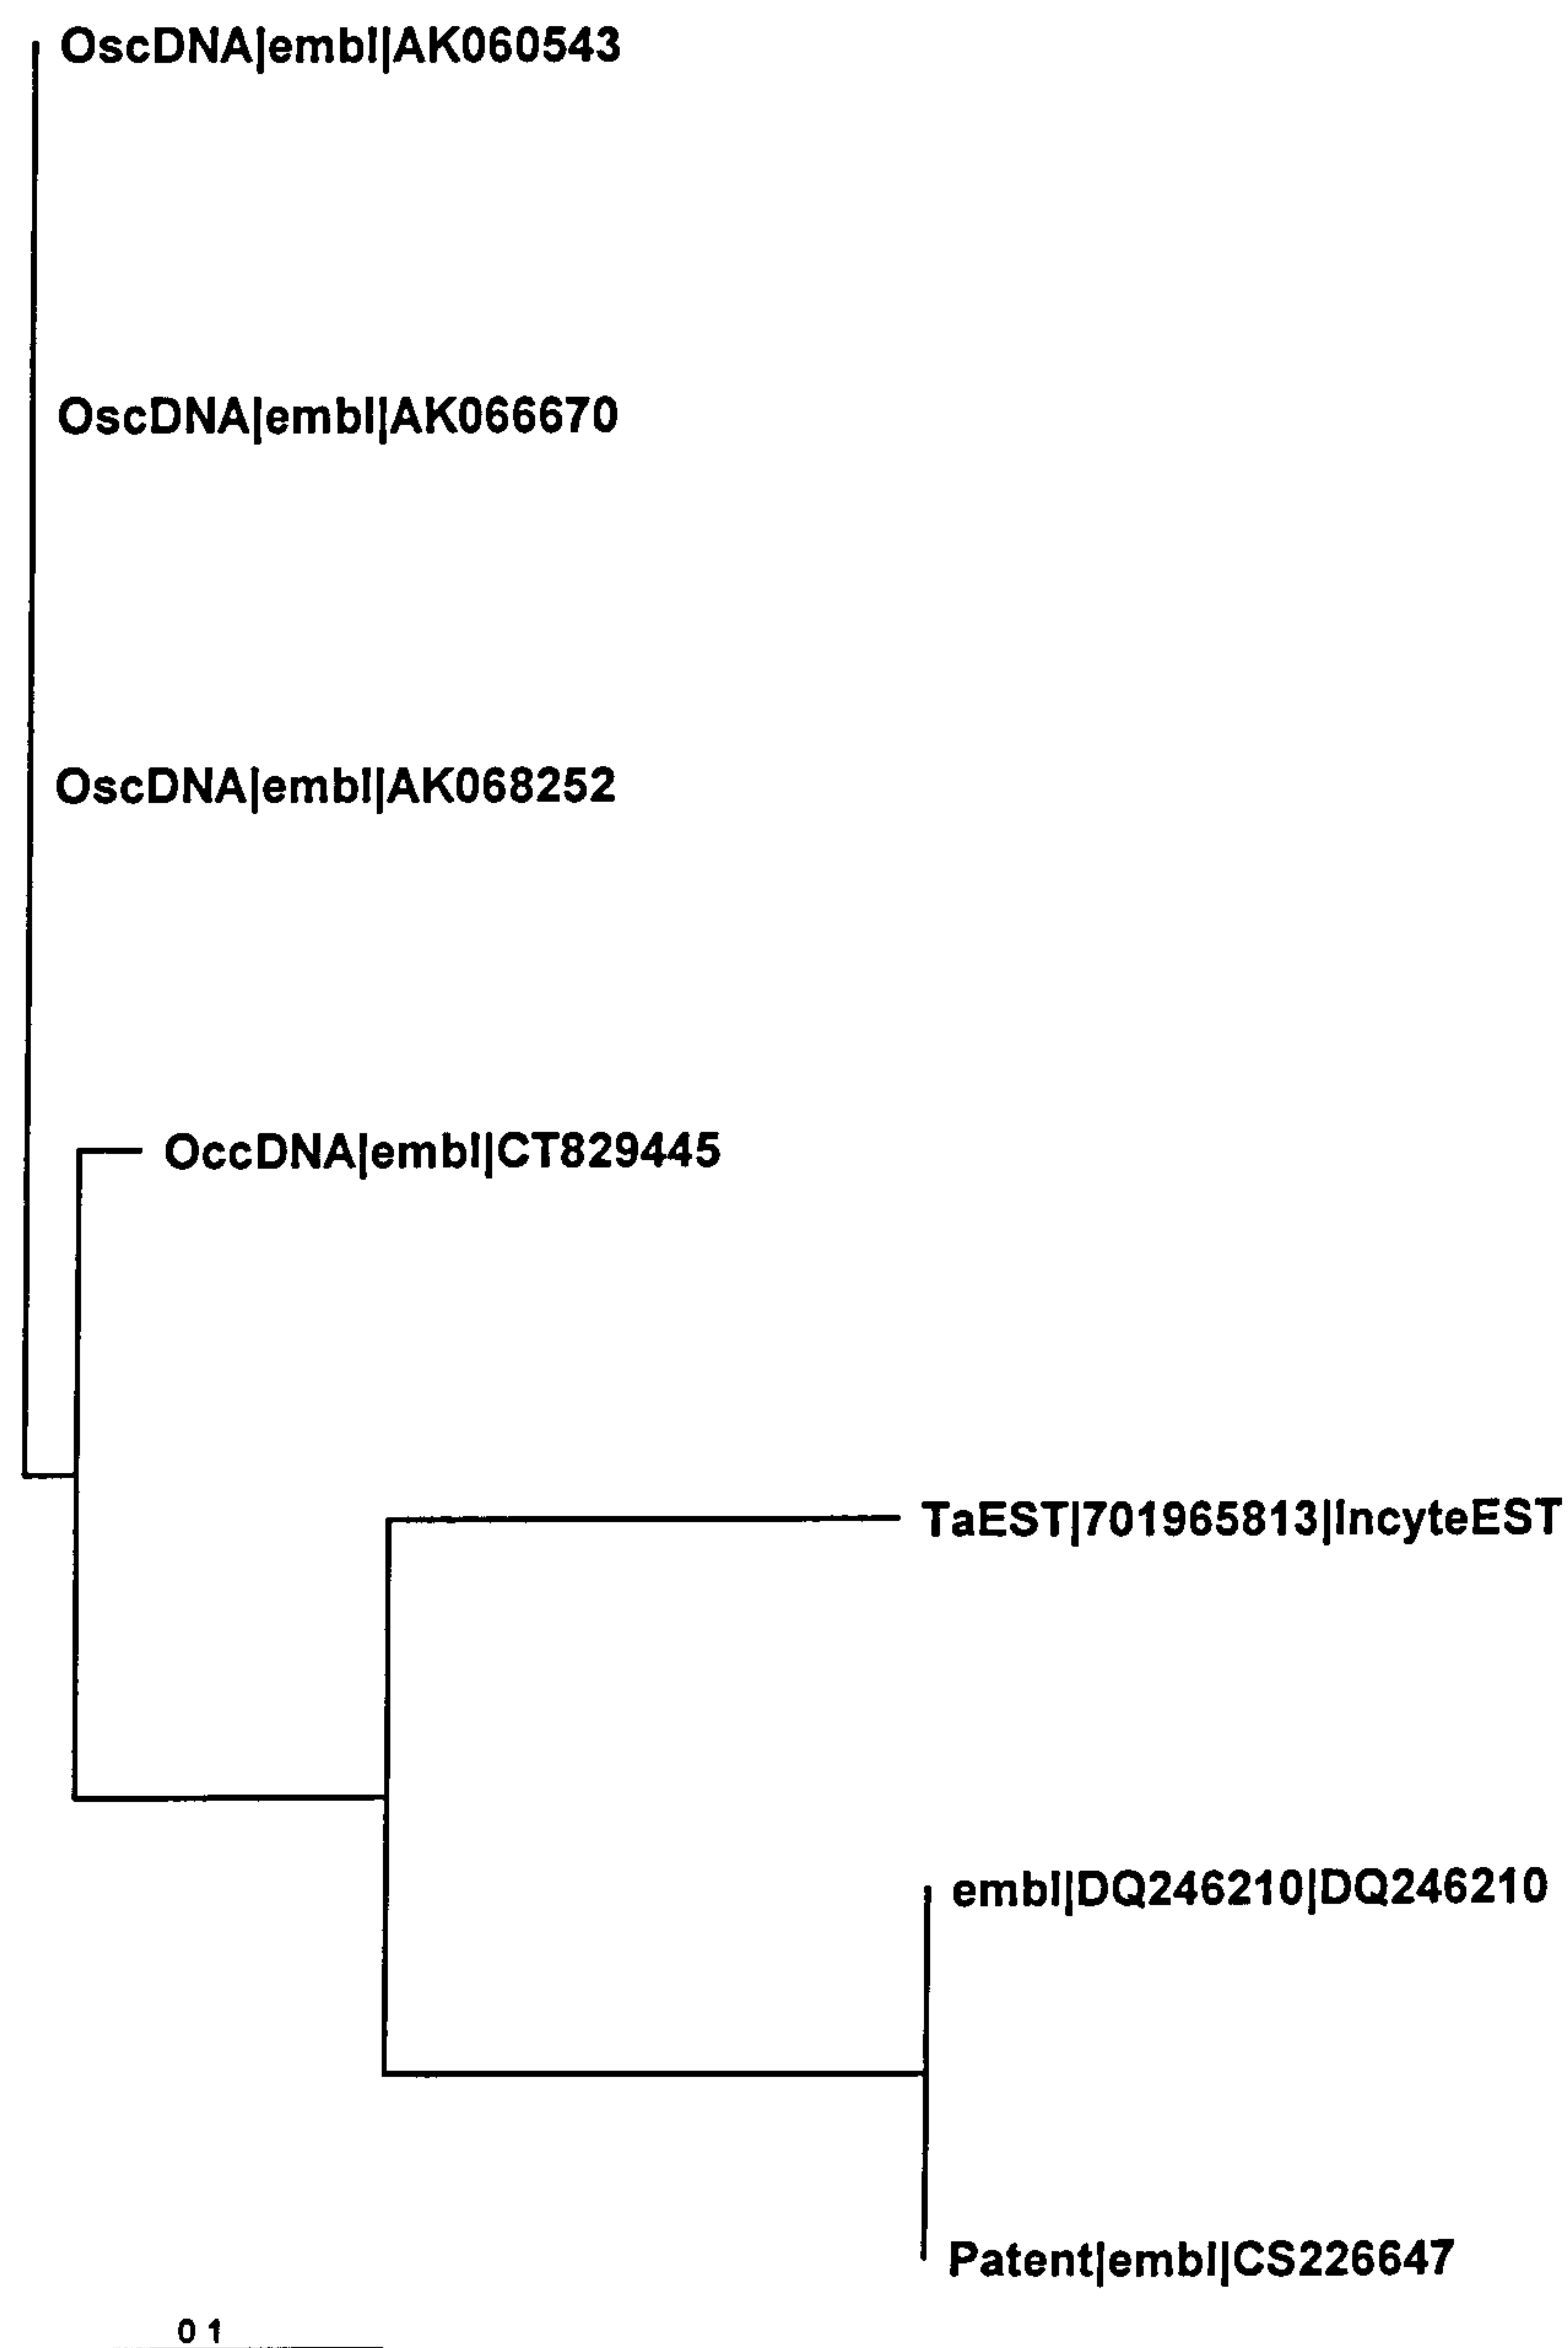 OscDNA|embl|AK060543
OscDNA|embl|AK066670
OscDNA|embl|AK068252
OccDNA|embl|CT829445
TaEST|701965813|IncyteEST
embl|DQ246210|DQ246210
Patent|embl|CS226647
0 1